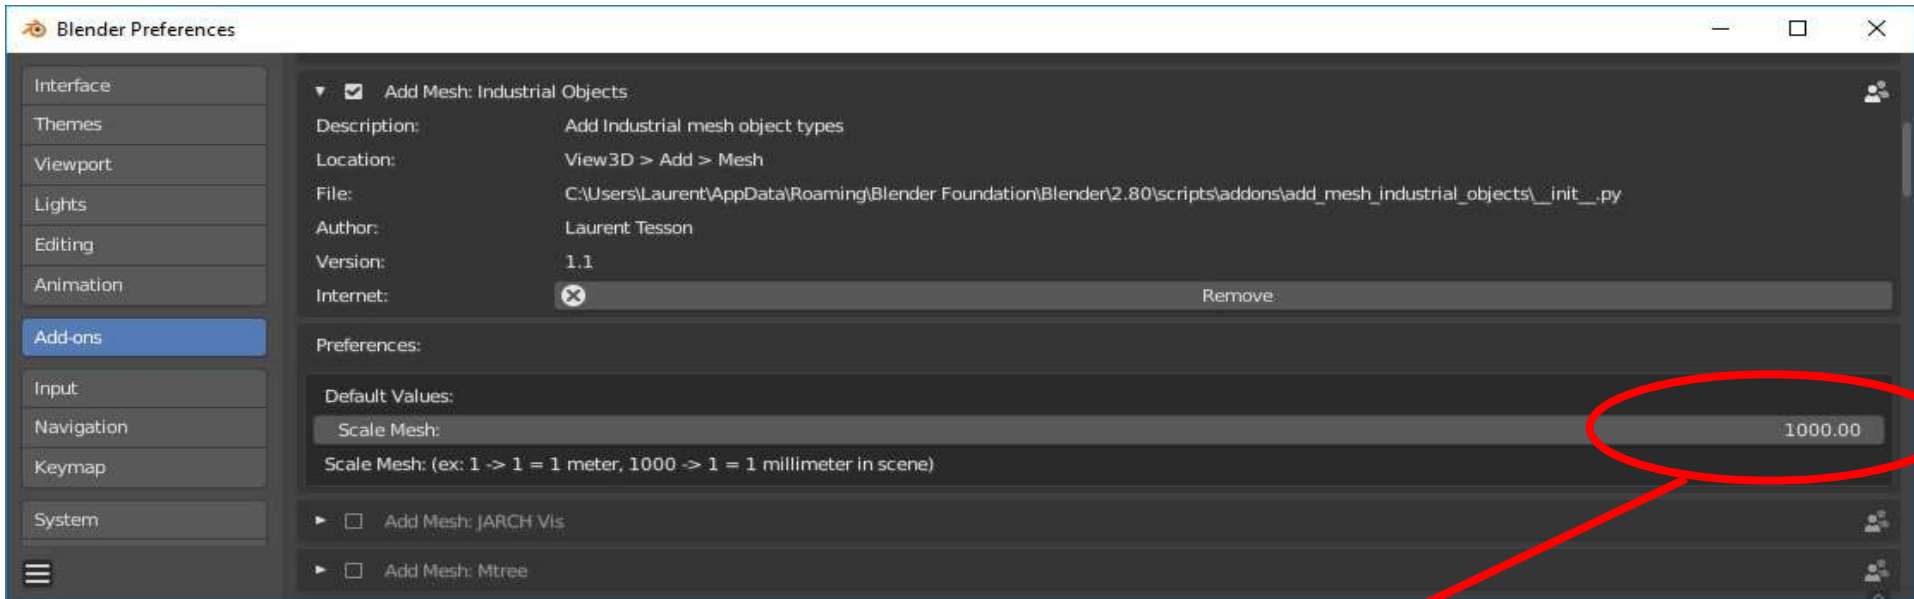 Blender Preferences
Interface
Themes
Viewport
Lights
Editing
Animation
Add-ons
Input
Navigation
Keymap
System
Add Mesh: Industrial Objects
Description: Add Industrial mesh object types
Location: View3D > Add > Mesh
File: C:\Users\Laurent\AppData\Roaming\Blender Foundation\Blender\2.80\scripts\addons\add_mesh_industrial_objects\__init__.py
Author: Laurent Tesson
Version: 1.1
Internet: Remove
Preferences:
Default Values:
Scale Mesh: 1000.00
Scale Mesh: (ex: 1 -> 1 = 1 meter, 1000 -> 1 = 1 millimeter in scene)
Add Mesh: JARCH Vis
Add Mesh: Mtree